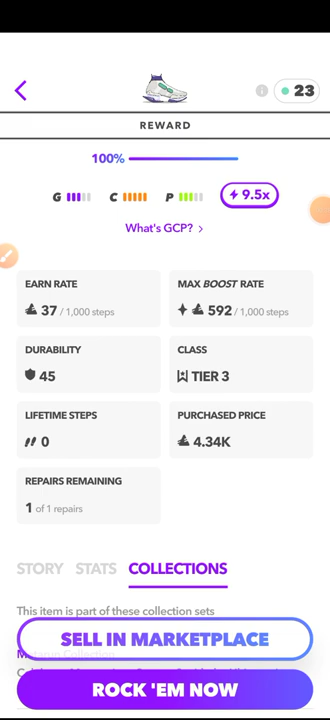 23
REWARD
100%
G C P 9.5x
What's GCP? >
EARN RATE
37 / 1,000 steps
MAX BOOST RATE
592 / 1,000 steps
DURABILITY
45
CLASS
TIER 3
LIFETIME STEPS
0
PURCHASED PRICE
4.34K
REPAIRS REMAINING
1 of 1 repairs
STORY STATS COLLECTIONS
This item is part of these collection sets
SELL IN MARKETPLACE
ROCK 'EM NOW